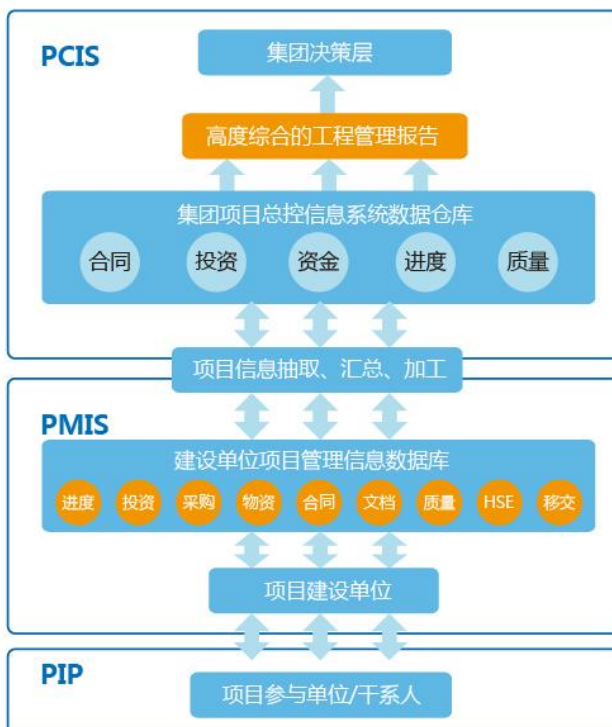 PCIS
集团决策层
高度综合的工程管理报告
集团项目总控信息系统数据仓库
合同 投资 资金 进度 质量
项目信息抽取、汇总、加工
PMIS
建设单位项目管理信息数据库
进度 投资 采购 物资 合同 文档 质量 HSE 移交
项目建设单位
PIP
项目参与单位/干系人